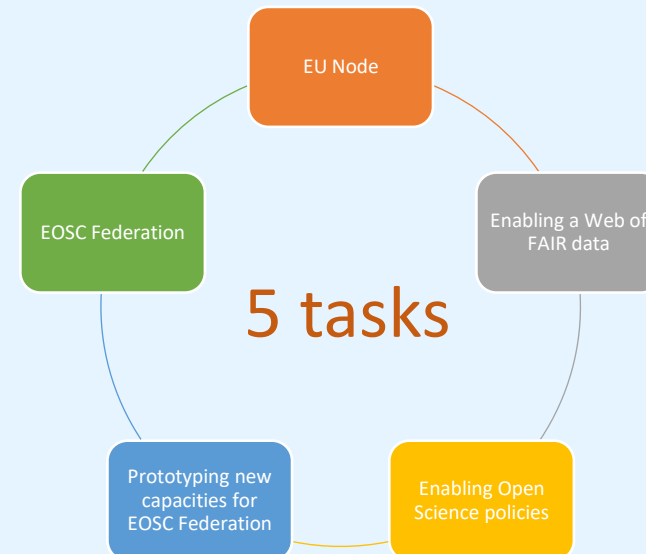 EU Node
EOSC Federation
Enabling a Web of
FAIR data
5 tasks
Prototyping new
capacities for
EOSC Federation
Enabling Open
Science policies